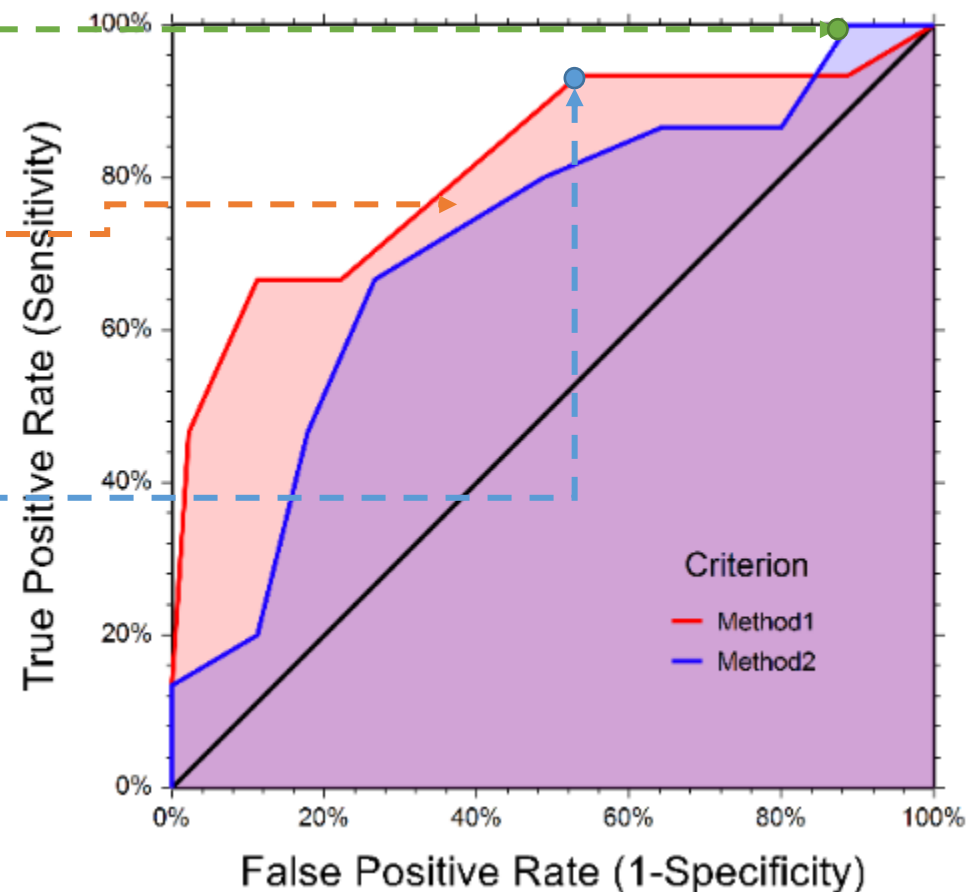 100%
80%
60%
40%
20%
0%
True Positive Rate (Sensitivity)
Criterion
Method1
Method2
0%
20%
40%
60%
80%
100%
False Positive Rate (1-Specificity)